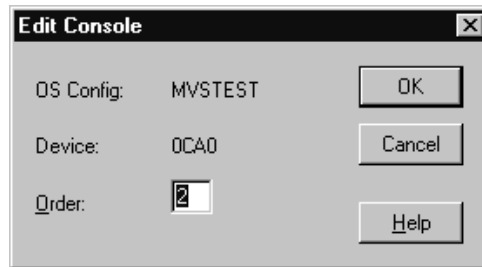 Edit Console
OS Config: MVSTEST OK
Device: 0CA0 Cancel
Order: 2
Help